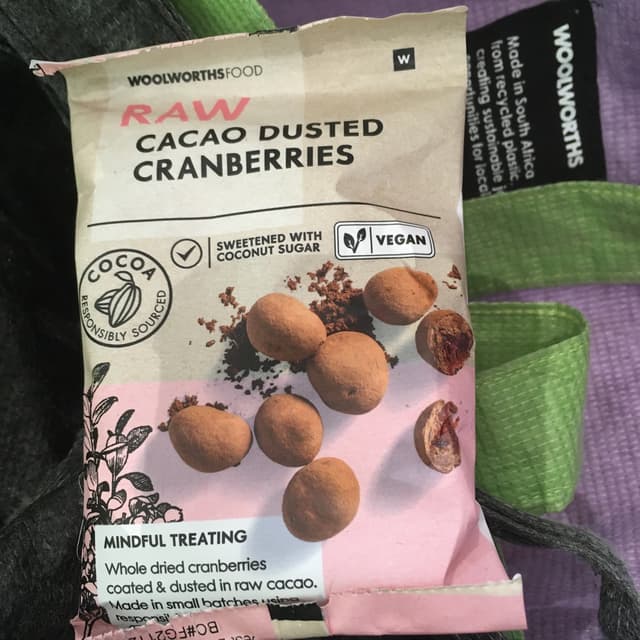 WOOLWORTHSFOOD
W
RAW
CACAO DUSTED
CRANBERRIES
SWEETENED WITH
COCONUT SUGAR
VEGAN
COCOA
RESPONSIBLY SOURCED
MINDFUL TREATING
Whole dried cranberries
coated & dusted in raw cacao.
Made in small batches using
WOOLWORTHS
Made in South Africa
from recycled plastic,
creating sustainable
for local